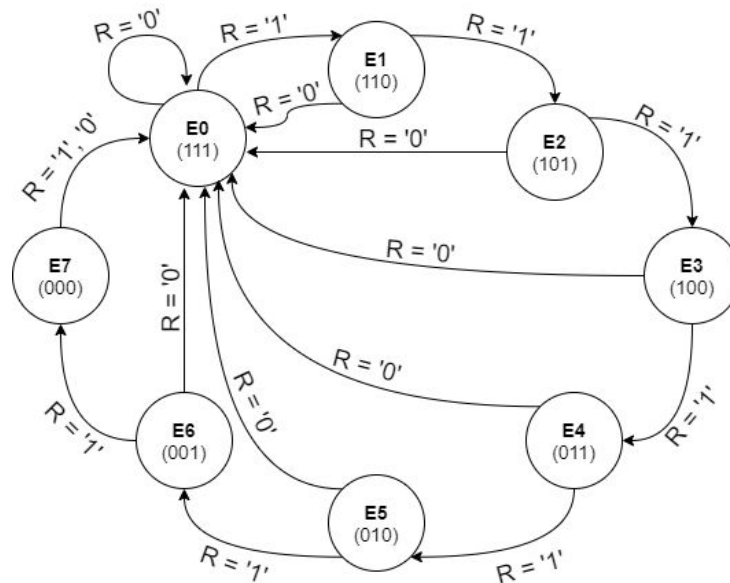 R = '0'
R = '1'
E1
(110)
R = '1'
R = '0'
E0
(111)
R = '0'
E2
(101)
R = '1'
R = '1', '0'
E7
(000)
R = '0'
R = '0'
E3
(100)
R = '0'
R = '0'
R = '1'
R = '1'
E6
(001)
E4
(011)
E5
(010)
R = '1'
R = '1'